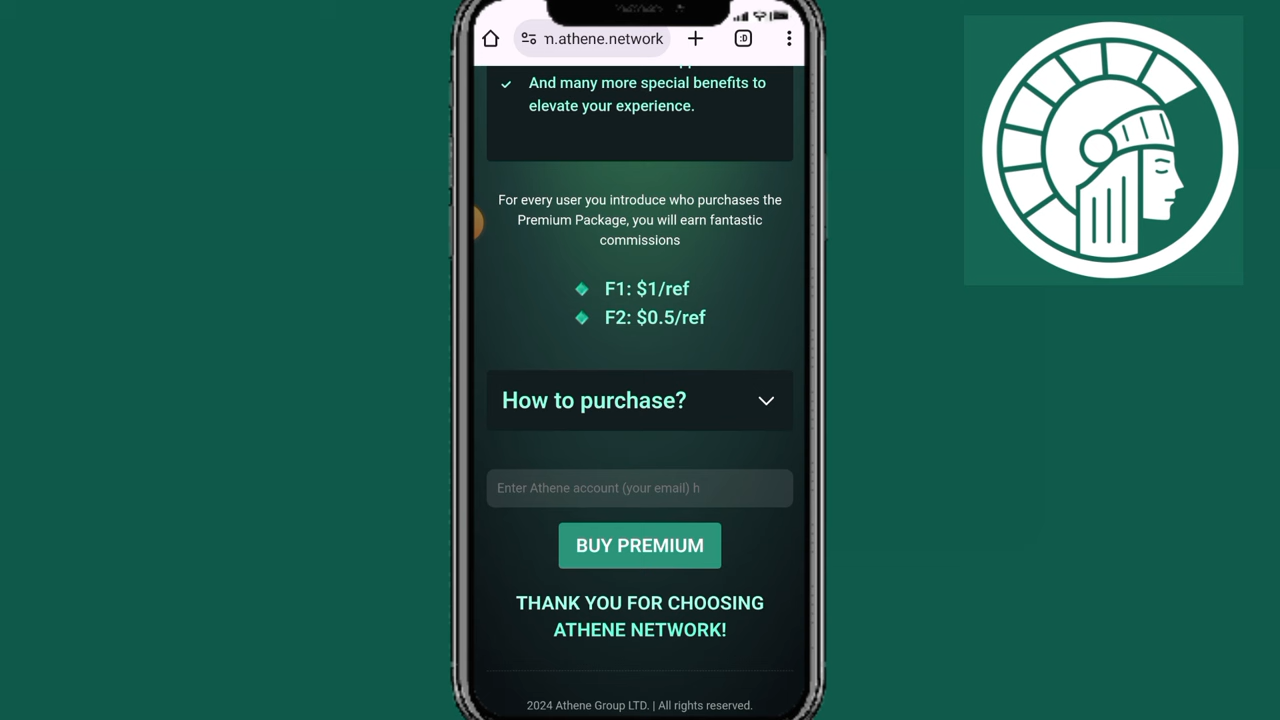 n.athene.network
:D
And many more special benefits to
elevate your experience.
For every user you introduce who purchases the
Premium Package, you will earn fantastic
commissions
F1: $1/ref
F2: $0.5/ref
How to purchase?
Enter Athene account (your email) h
BUY PREMIUM
THANK YOU FOR CHOOSING
ATHENE NETWORK!
2024 Athene Group LTD. | All rights reserved.